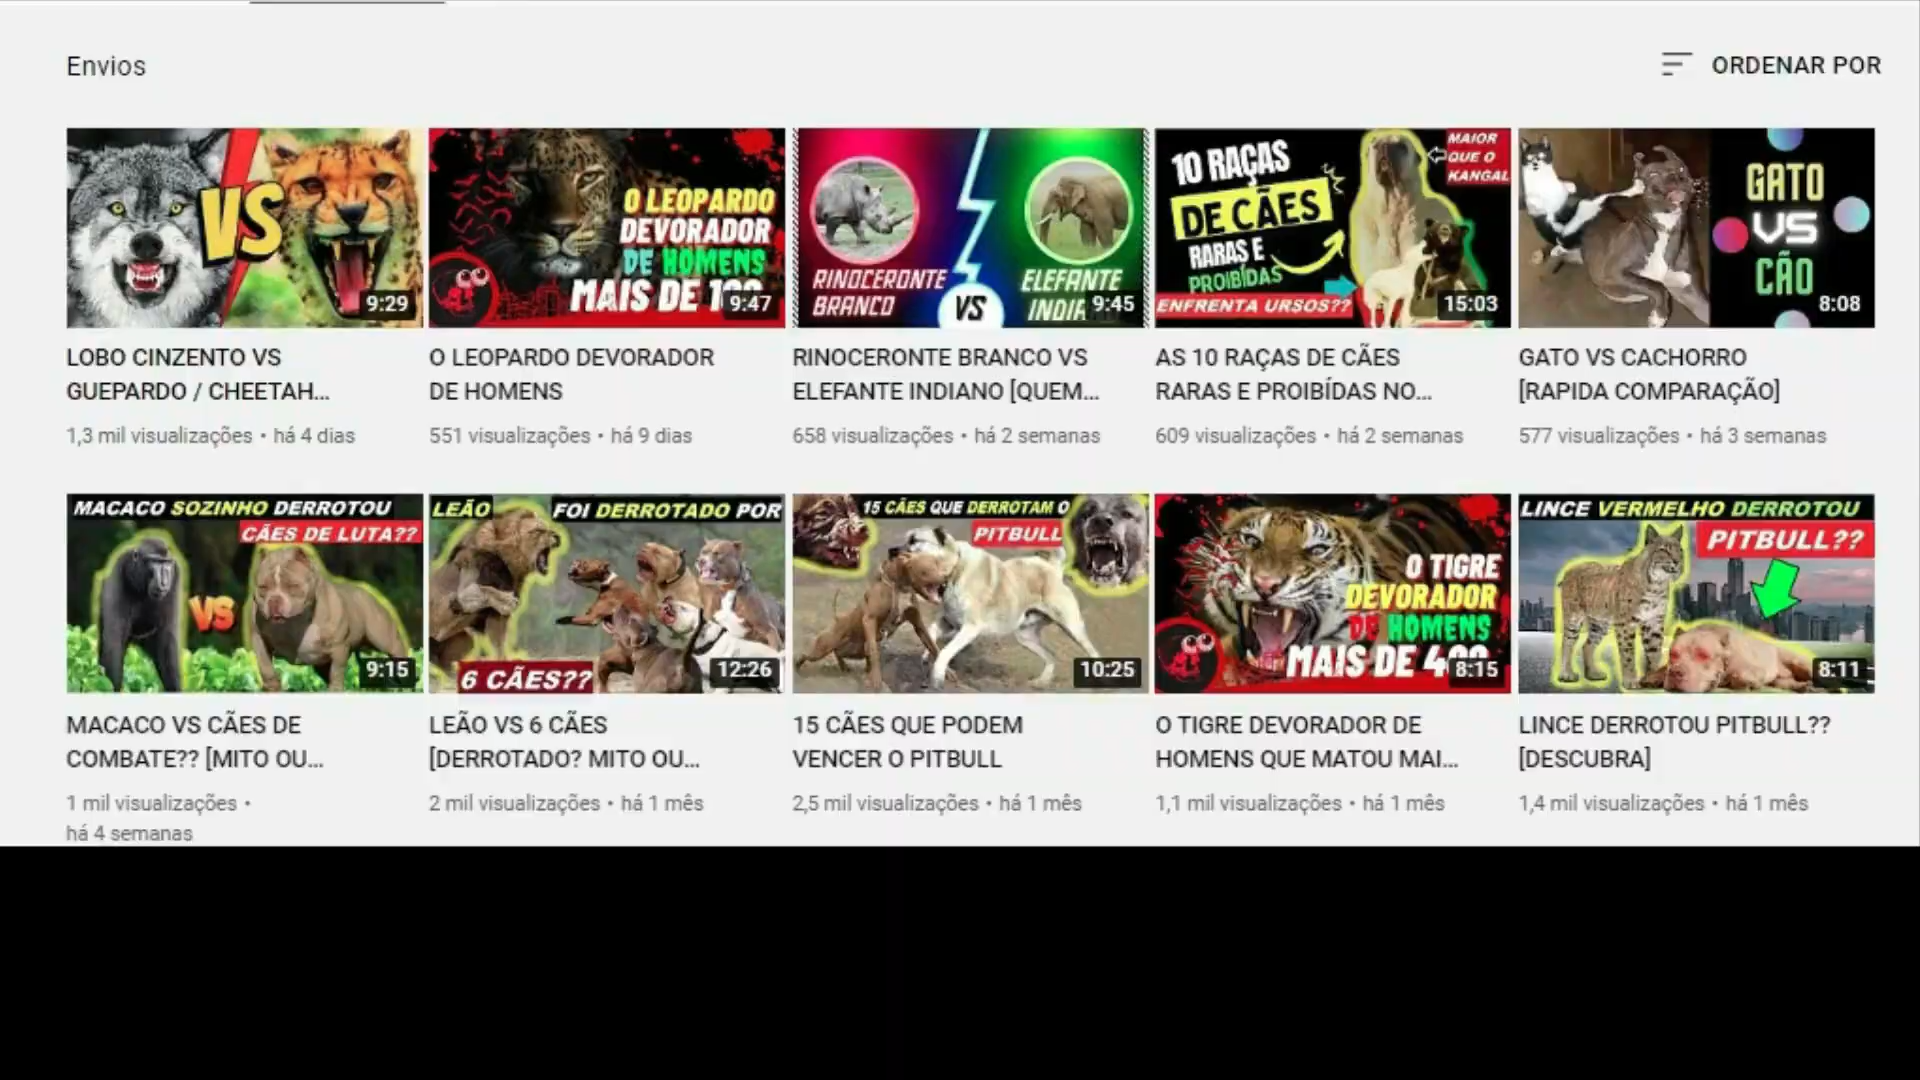 Envios
ORDENAR POR
VS
9:29
O LEOPARDO
DEVORADOR
DE HOMENS
MAIS DE
9:47
RINOCERONTE
BRANCO
VS
ELEFANTE
9:45
10 RAÇAS
DE CÃES
RARAS E
PROIBÍDAS
ENFRENTA URSOS??
MAIOR
QUE O
KANGAL
15:03
GATO
VS
CÃO
8:08
LOBO CINZENTO VS
GUEPARDO / CHEETAH...
1,3 mil visualizações • há 4 dias
O LEOPARDO DEVORADOR
DE HOMENS
551 visualizações • há 9 dias
RINOCERONTE BRANCO VS
ELEFANTE INDIANO [QUEM...
658 visualizações • há 2 semanas
AS 10 RAÇAS DE CÃES
RARAS E PROIBÍDAS NO...
609 visualizações • há 2 semanas
GATO VS CACHORRO
[RAPIDA COMPARAÇÃO]
577 visualizações • há 3 semanas
MACACO SOZINHO DERROTOU
CÃES DE LUTA??
VS
9:15
LEÃO FOI DERROTADO POR
6 CÃES??
12:26
15 CÃES QUE DERROTAM O
PITBULL
10:25
O TIGRE
DEVORADOR
DE HOMENS
MAIS DE
8:15
LINCE VERMELHO DERROTOU
PITBULL??
8:11
MACACO VS CÃES DE
COMBATE?? [MITO OU...
1 mil visualizações •
há 4 semanas
LEÃO VS 6 CÃES
[DERROTADO? MITO OU...
2 mil visualizações • há 1 mês
15 CÃES QUE PODEM
VENCER O PITBULL
2,5 mil visualizações • há 1 mês
O TIGRE DEVORADOR DE
HOMENS QUE MATOU MAI...
1,1 mil visualizações • há 1 mês
LINCE DERROTOU PITBULL??
[DESCUBRA]
1,4 mil visualizações • há 1 mês